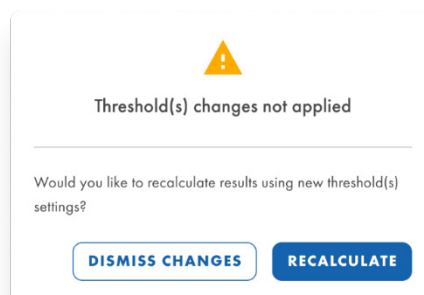 Threshold(s) changes not applied
Would you like to recalculate results using new threshold(s)
settings?
DISMISS CHANGES
RECALCULATE